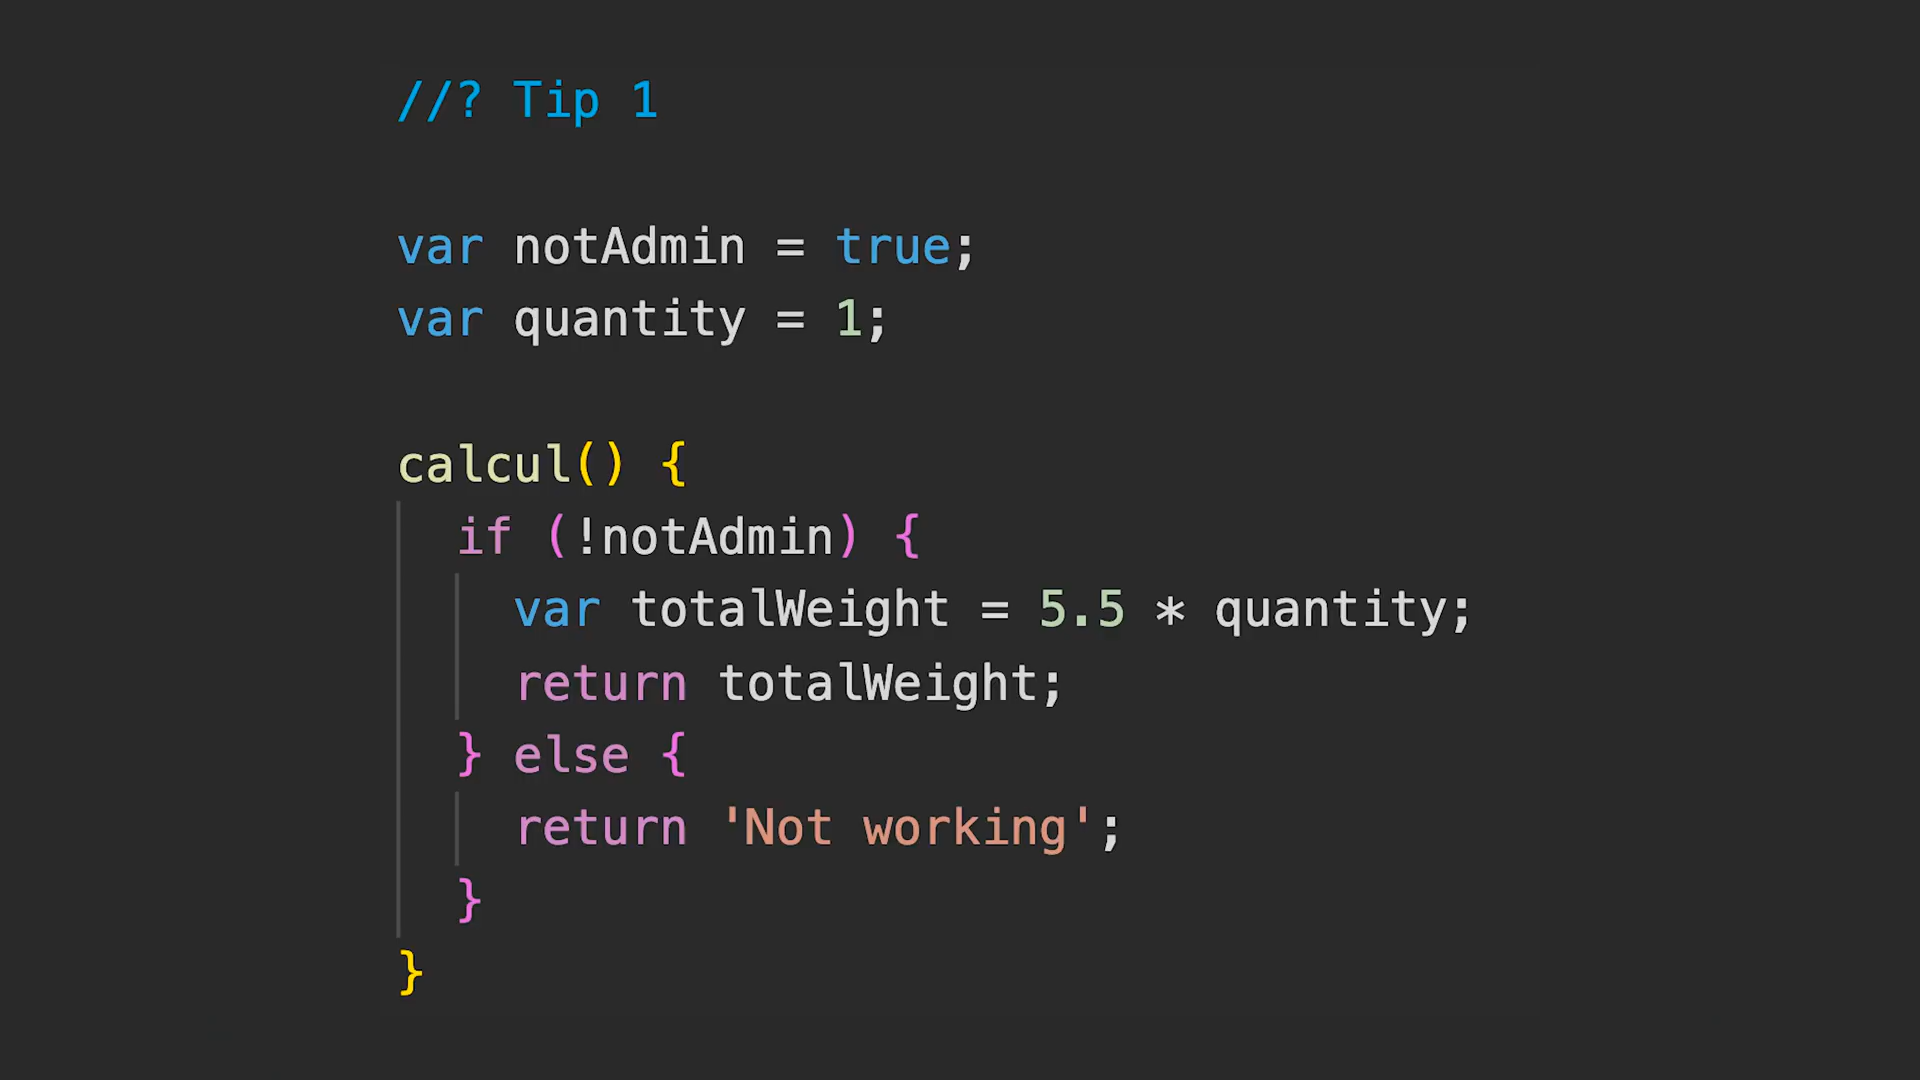 //? Tip 1
var notAdmin = true;
var quantity = 1;
calcul() {
if (!notAdmin) {
var totalWeight = 5.5 * quantity;
return totalWeight;
} else {
return 'Not working';
}
}